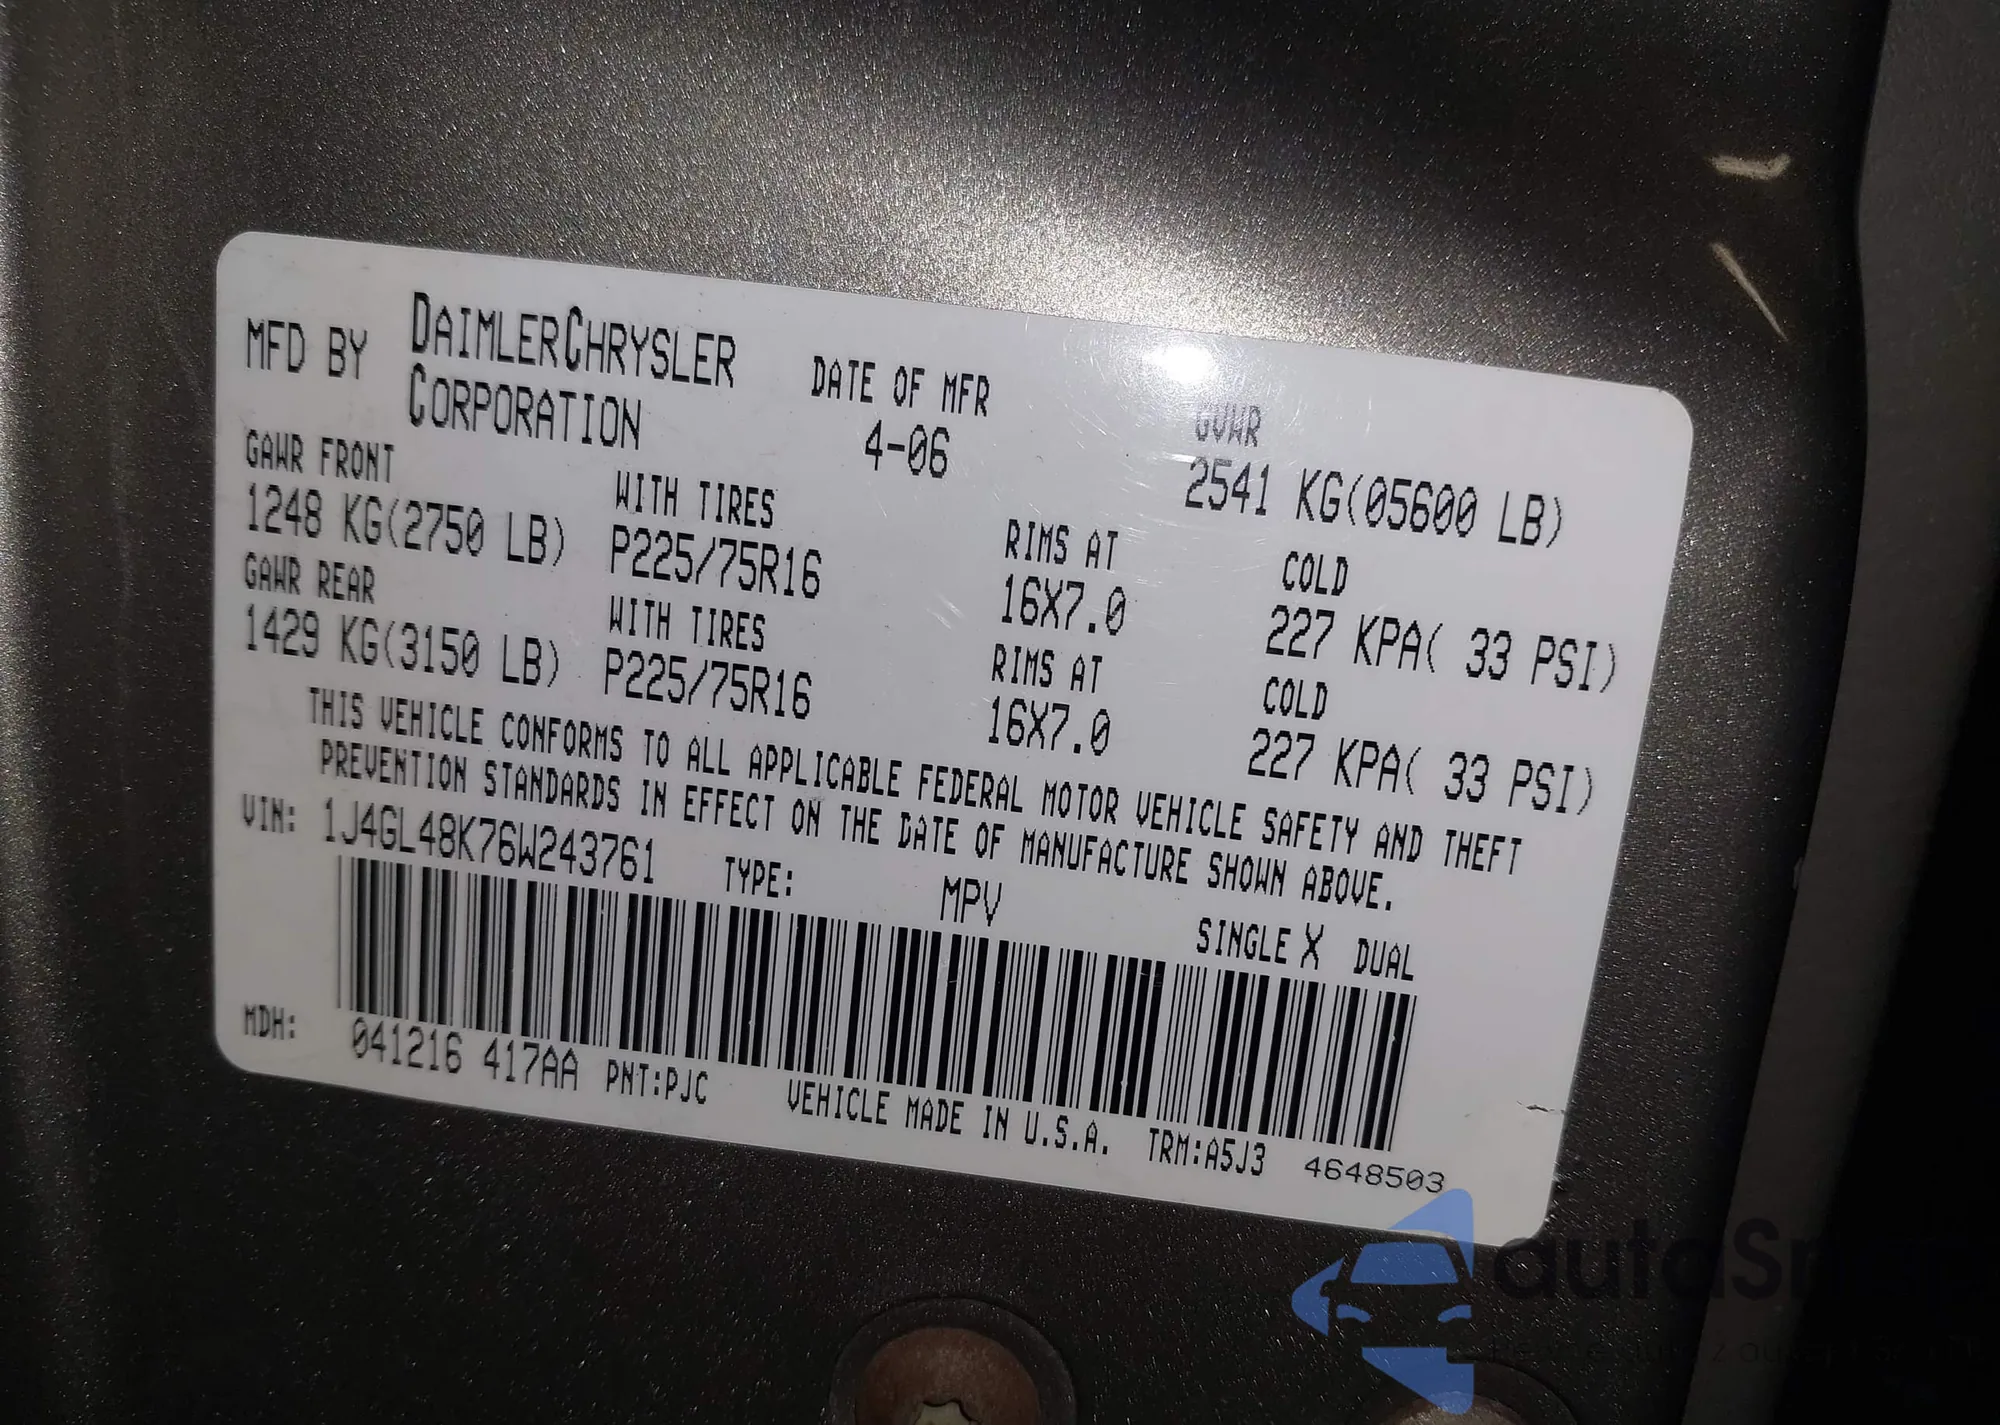 MFD BY DAIMLERCHRYSLER CORPORATION
DATE OF MFR
4-06
GVWR
2541 KG(05600 LB)
GAWR FRONT
1248 KG(2750 LB)
WITH TIRES
P225/75R16
RIMS AT
16X7.0
COLD
227 KPA( 33 PSI)
GAWR REAR
1429 KG(3150 LB)
WITH TIRES
P225/75R16
RIMS AT
16X7.0
COLD
227 KPA( 33 PSI)
THIS VEHICLE CONFORMS TO ALL APPLICABLE FEDERAL MOTOR VEHICLE SAFETY AND THEFT
PREVENTION STANDARDS IN EFFECT ON THE DATE OF MANUFACTURE SHOWN ABOVE.
VIN: 1J4GL48K76W243761 TYPE: MPV SINGLE X DUAL
MDH: 041216 417AA PNT:PJC VEHICLE MADE IN U.S.A. TRM:A5J3 4648503